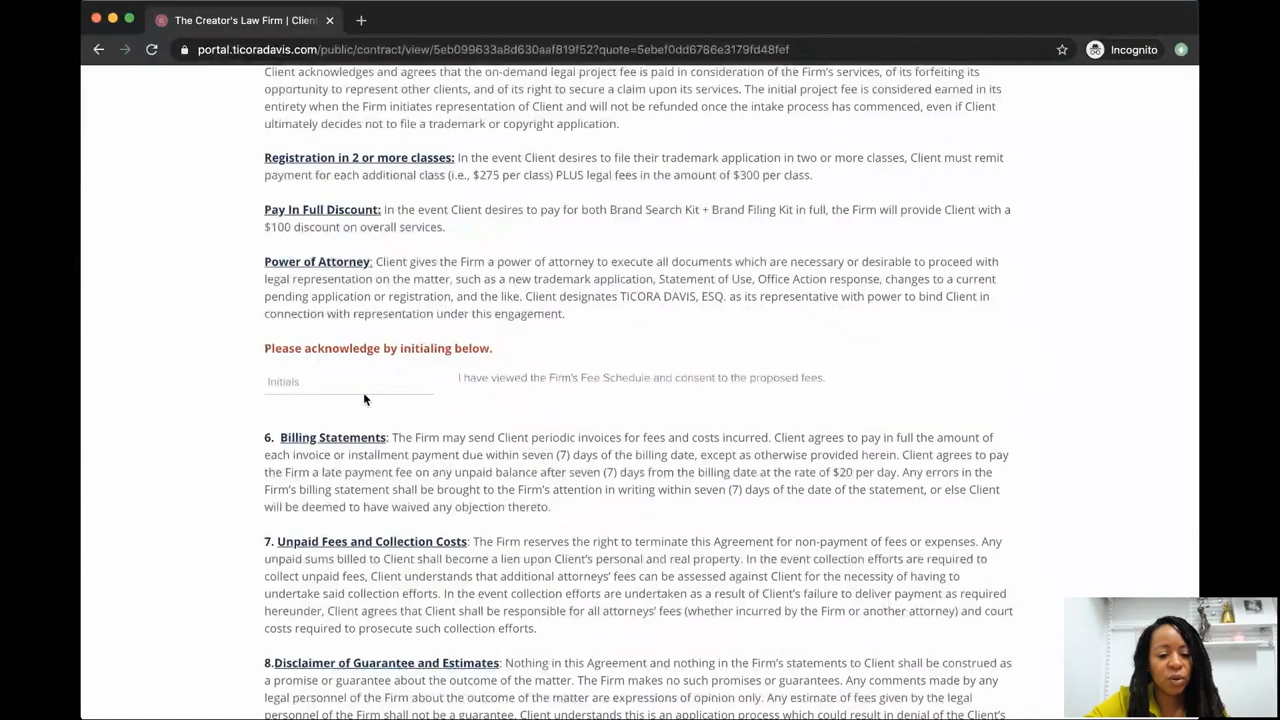 The Creator's Law Firm | Client
portal.ticoradavis.com/public/contract/view/5eb099633a8d630aaf819f52?quote=5ebef0dd6786e3179fd48fef
Incognito
Client acknowledges and agrees that the on-demand legal project fee is paid in consideration of the Firm's services, of its forfeiting its
opportunity to represent other clients, and of its right to secure a claim upon its services. The initial project fee is considered earned in its
entirety when the Firm initiates representation of Client and will not be refunded once the intake process has commenced, even if Client
ultimately decides not to file a trademark or copyright application.
Registration in 2 or more classes: In the event Client desires to file their trademark application in two or more classes, Client must remit
payment for each additional class (i.e., $275 per class) PLUS legal fees in the amount of $300 per class.
Pay In Full Discount: In the event Client desires to pay for both Brand Search Kit + Brand Filing Kit in full, the Firm will provide Client with a
$100 discount on overall services.
Power of Attorney: Client gives the Firm a power of attorney to execute all documents which are necessary or desirable to proceed with
legal representation on the matter, such as a new trademark application, Statement of Use, Office Action response, changes to a current
pending application or registration, and the like. Client designates TICORA DAVIS, ESQ. as its representative with power to bind Client in
connection with representation under this engagement.
Please acknowledge by initialing below.
Initials
I have viewed the Firm's Fee Schedule and consent to the proposed fees.
6. Billing Statements: The Firm may send Client periodic invoices for fees and costs incurred. Client agrees to pay in full the amount of
each invoice or installment payment due within seven (7) days of the billing date, except as otherwise provided herein. Client agrees to pay
the Firm a late payment fee on any unpaid balance after seven (7) days from the billing date at the rate of $20 per day. Any errors in the
Firm's billing statement shall be brought to the Firm's attention in writing within seven (7) days of the date of the statement, or else Client
will be deemed to have waived any objection thereto.
7. Unpaid Fees and Collection Costs: The Firm reserves the right to terminate this Agreement for non-payment of fees or expenses. Any
unpaid sums billed to Client shall become a lien upon Client's personal and real property. In the event collection efforts are required to
collect unpaid fees, Client understands that additional attorneys' fees can be assessed against Client for the necessity of having to
undertake said collection efforts. In the event collection efforts are undertaken as a result of Client's failure to deliver payment as required
hereunder, Client agrees that Client shall be responsible for all attorneys' fees (whether incurred by the Firm or another attorney) and court
costs required to prosecute such collection efforts.
8.Disclaimer of Guarantee and Estimates: Nothing in this Agreement and nothing in the Firm's statements to Client shall be construed as
a promise or guarantee about the outcome of the matter. The Firm makes no such promises or guarantees. Any comments made by any
legal personnel of the Firm about the outcome of the matter are expressions of opinion only. Any estimate of fees given by the legal
personnel of the Firm shall not be a guarantee. Client understands this is an application process which could result in denial of the Client's